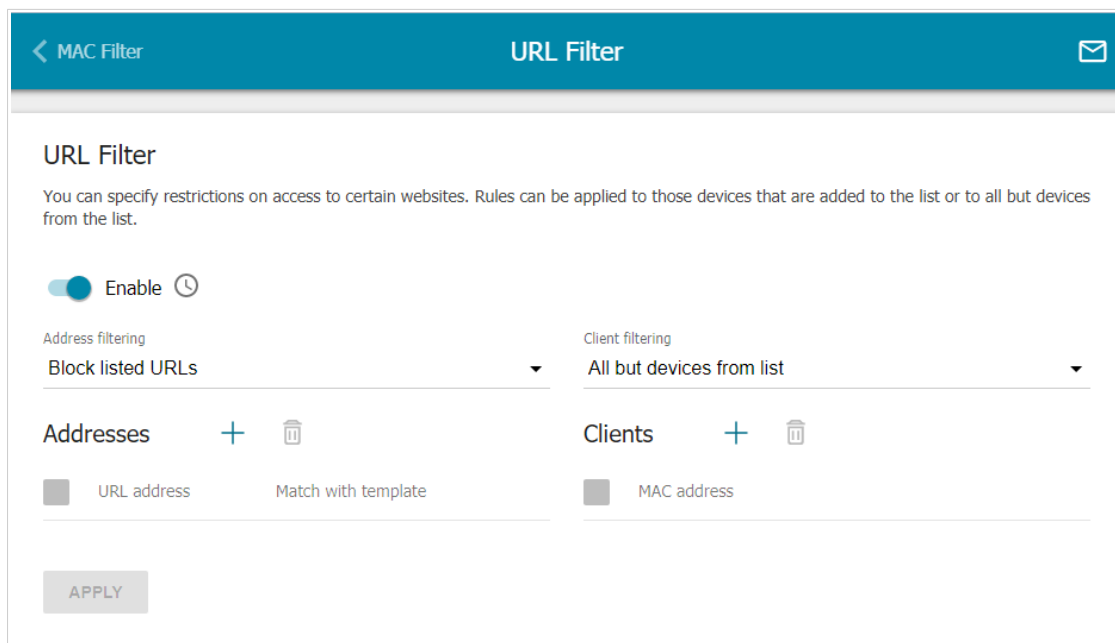 MAC Filter
URL Filter
URL Filter
You can specify restrictions on access to certain websites. Rules can be applied to those devices that are added to the list or to all but devices
from the list.
Enable
Address filtering
Client filtering
Block listed URLs
All but devices from list
Addresses
Clients
URL address Match with template
MAC address
APPLY